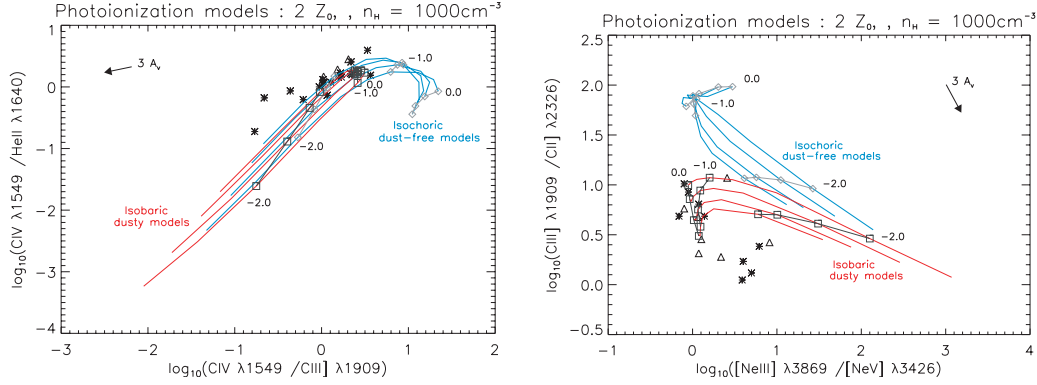 Photoionization models : 2 Z₀, , n_H = 1000cm⁻³
log₁₀(CIV λ1549 /HeII λ1640)
2
1
0
−1
−2
−3
−4
3 Aᵥ
−1.0
0.0
−1.0
0.0
−2.0
−2.0
Isochoric
dust−free models
Isobaric
dusty models
−3
−2
−1
0
1
2
log₁₀(CIV λ1549 /CIII] λ1909)
Photoionization models : 2 Z₀, , n_H = 1000cm⁻³
log₁₀(CIII] λ1909 /CII] λ2326)
2.5
2.0
1.5
1.0
0.5
0.0
−0.5
0.0
−1.0
3 Aᵥ
Isochoric
dust−free models
−1.0
0.0
−2.0
−2.0
Isobaric
dusty models
−1
0
1
2
3
4
log₁₀([NeIII] λ3869 /[NeV] λ3426)